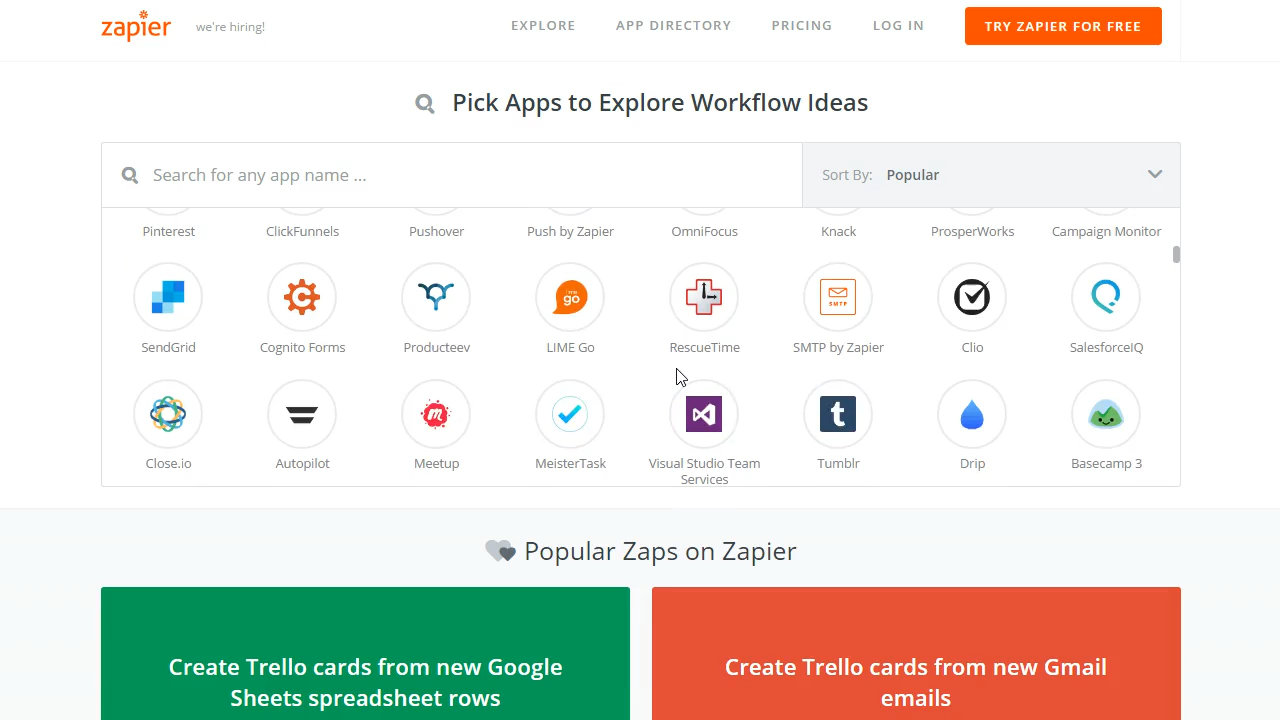 zapier
we're hiring!
EXPLORE
APP DIRECTORY
PRICING
LOG IN
TRY ZAPIER FOR FREE
Pick Apps to Explore Workflow Ideas
Search for any app name ...
Sort By: Popular
Pinterest
ClickFunnels
Pushover
Push by Zapier
OmniFocus
Knack
ProsperWorks
Campaign Monitor
go
SMTP
SendGrid
Cognito Forms
Producteev
LIME Go
RescueTime
SMTP by Zapier
Clio
SalesforceIQ
m
t
Close.io
Autopilot
Meetup
MeisterTask
Visual Studio Team
Services
Tumblr
Drip
Basecamp 3
Popular Zaps on Zapier
Create Trello cards from new Google
Sheets spreadsheet rows
Create Trello cards from new Gmail
emails